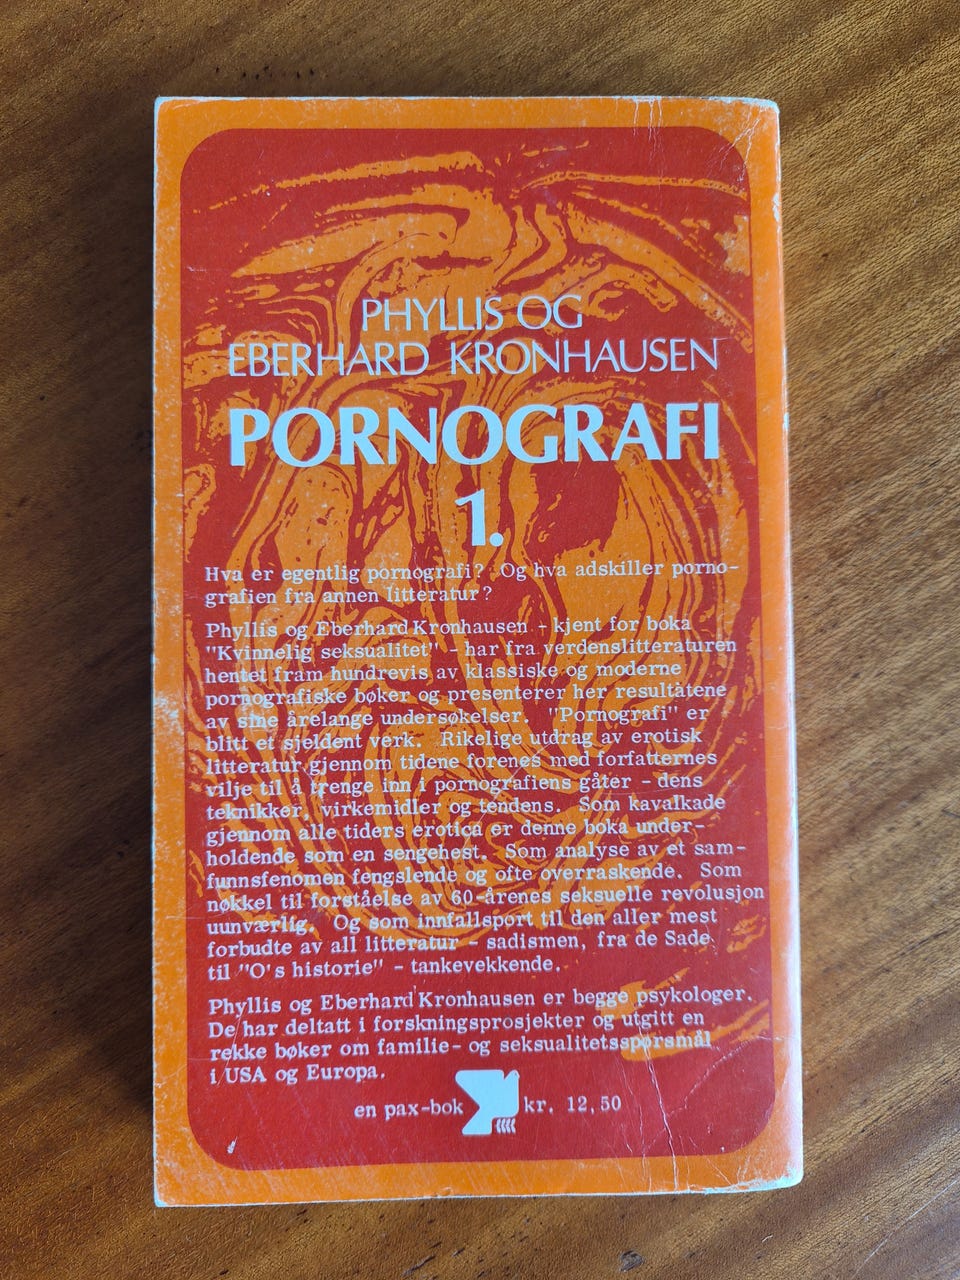 PHYLLIS OG
EBERHARD KRONHAUSEN
PORNOGRAFI
1.
Hva er egentlig pornografi? Og hva adskiller porno-
grafien fra annen litteratur?
Phyllis og Eberhard Kronhausen - kjent for boka
"Kvinnelig seksualitet" - har fra verdenslitteraturen
hentet fram hundrevis av klassiske og moderne
pornografiske bøker og presenterer her resultatene
av sine årelange undersøkelser. "Pornografi" er
blitt et sjeldent verk. Rikelige utdrag av erotisk
litteratur gjennom tidene forenes med forfatternes
vilje til å trenge inn i pornografiens gåter - dens
teknikker, virkemidler og tendens. Som kavalkade
gjennom alle tiders erotica er denne boka under-
holdende som en sengehest. Som analyse av et sam-
funnsfenomen fengslende og ofte overraskende. Som
nøkkel til forståelse av 60-årenes seksuelle revolusjon
uunværlig. Og som innfallsport til den aller mest
forbudte av all litteratur - sadismen, fra de Sade
til "O's historie" - tankevekkende.
Phyllis og Eberhard Kronhausen er begge psykologer.
De har deltatt i forskningsprosjekter og utgitt en
rekke bøker om familie- og seksualitetsspørsmål
i USA og Europa.
en pax-bok kr. 12,50